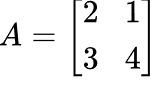 A = [2 1
3 4]